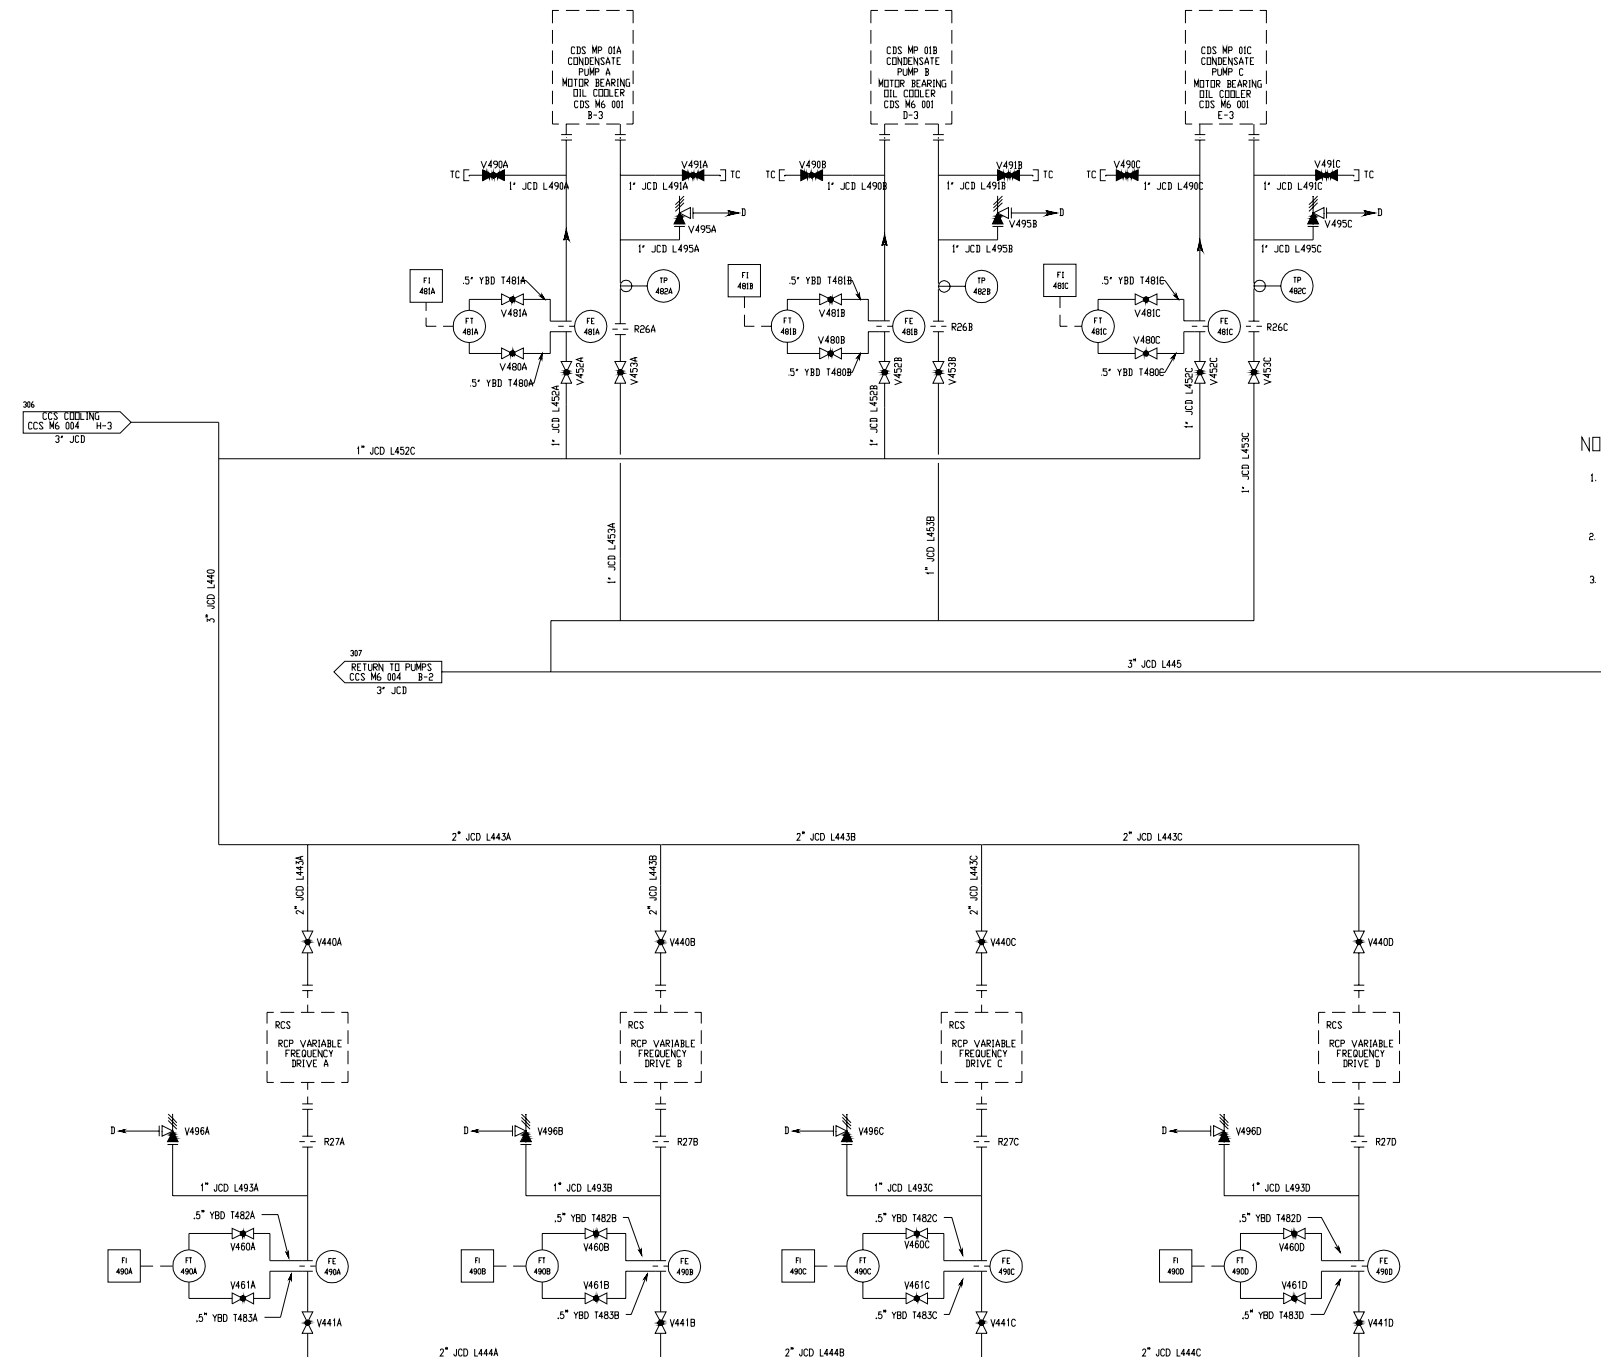 CDS MP 01A
CONDENSATE
PUMP A
MOTOR BEARING
OIL COOLER
CDS M6 001
B-3
CDS MP 01B
CONDENSATE
PUMP B
MOTOR BEARING
OIL COOLER
CDS M6 001
D-3
CDS MP 01C
CONDENSATE
PUMP C
MOTOR BEARING
OIL COOLER
CDS M6 001
E-3
V490A
TC
1" JCD L490A
V491A
TC
1" JCD L491A
V490B
TC
1" JCD L490B
V491B
TC
1" JCD L491B
V490C
TC
1" JCD L490C
V491C
TC
1" JCD L491C
D
V495A
1" JCD L495A
D
V495B
1" JCD L495B
D
V495C
1" JCD L495C
FI
481A
.5" YBD T481A
V481A
FT
481A
FE
481A
V480A
.5" YBD T480A
TP
482A
R26A
V452A
V453A
1" JCD L452A
FI
481B
.5" YBD T481B
V481B
FT
481B
FE
481B
V480B
.5" YBD T480B
TP
482B
R26B
V452B
V453B
1" JCD L452B
FI
481C
.5" YBD T481C
V481C
FT
481C
FE
481C
V480C
.5" YBD T480C
TP
482C
R26C
V452C
V453C
1" JCD L452C
306
CCS COOLING
CCS M6 004 H-3
3" JCD
1" JCD L452C
1" JCD L453C
NO
1.
2.
3.
3" JCD L440
1" JCD L453A
1" JCD L453B
307
RETURN TO PUMPS
CCS M6 004 B-2
3" JCD
3" JCD L445
2" JCD L443A
2" JCD L443B
2" JCD L443C
2" JCD L443A
2" JCD L443B
2" JCD L443C
V440A
V440B
V440C
V440D
RCS
RCP VARIABLE
FREQUENCY
DRIVE A
RCS
RCP VARIABLE
FREQUENCY
DRIVE B
RCS
RCP VARIABLE
FREQUENCY
DRIVE C
RCS
RCP VARIABLE
FREQUENCY
DRIVE D
D
V496A
R27A
D
V496B
R27B
D
V496C
R27C
D
V496D
R27D
1" JCD L493A
1" JCD L493B
1" JCD L493C
1" JCD L493D
.5" YBD T482A
V460A
FI
490A
FT
490A
FE
490A
V461A
.5" YBD T483A
V441A
.5" YBD T482B
V460B
FI
490B
FT
490B
FE
490B
V461B
.5" YBD T483B
V441B
.5" YBD T482C
V460C
FI
490C
FT
490C
FE
490C
V461C
.5" YBD T483C
V441C
.5" YBD T482D
V460D
FI
490D
FT
490D
FE
490D
V461D
.5" YBD T483D
V441D
2" JCD L444A
2" JCD L444B
2" JCD L444C